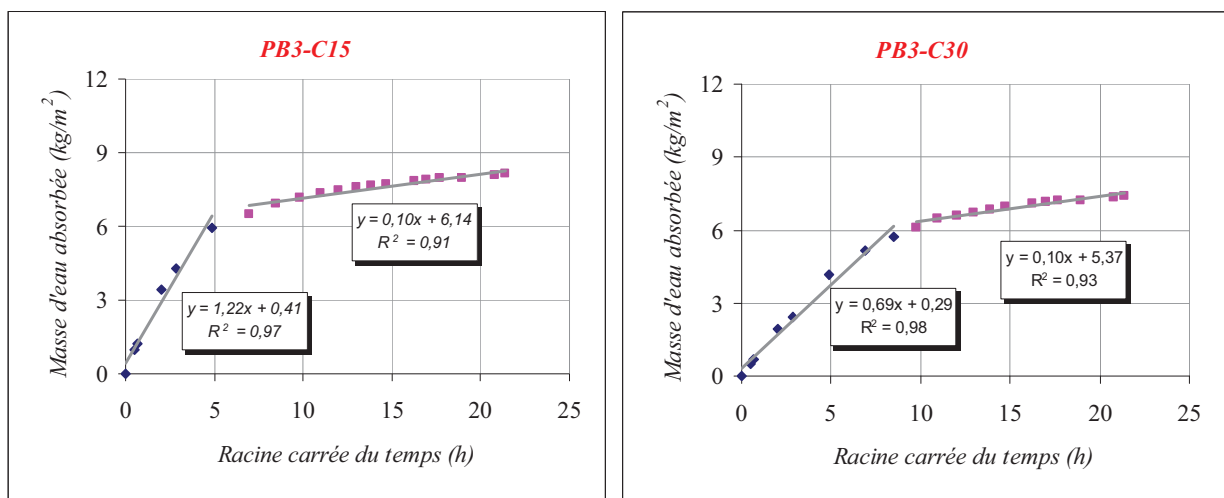 PB3-C15
12
9
6
3
0
0 5 10 15 20 25
Masse d'eau absorbée (kg/m²)
Racine carrée du temps (h)
y = 0,10x + 6,14
R² = 0,91
y = 1,22x + 0,41
R² = 0,97
PB3-C30
12
9
6
3
0
0 5 10 15 20 25
Masse d'eau absorbée (kg/m²)
Racine carrée du temps (h)
y = 0,10x + 5,37
R² = 0,93
y = 0,69x + 0,29
R² = 0,98